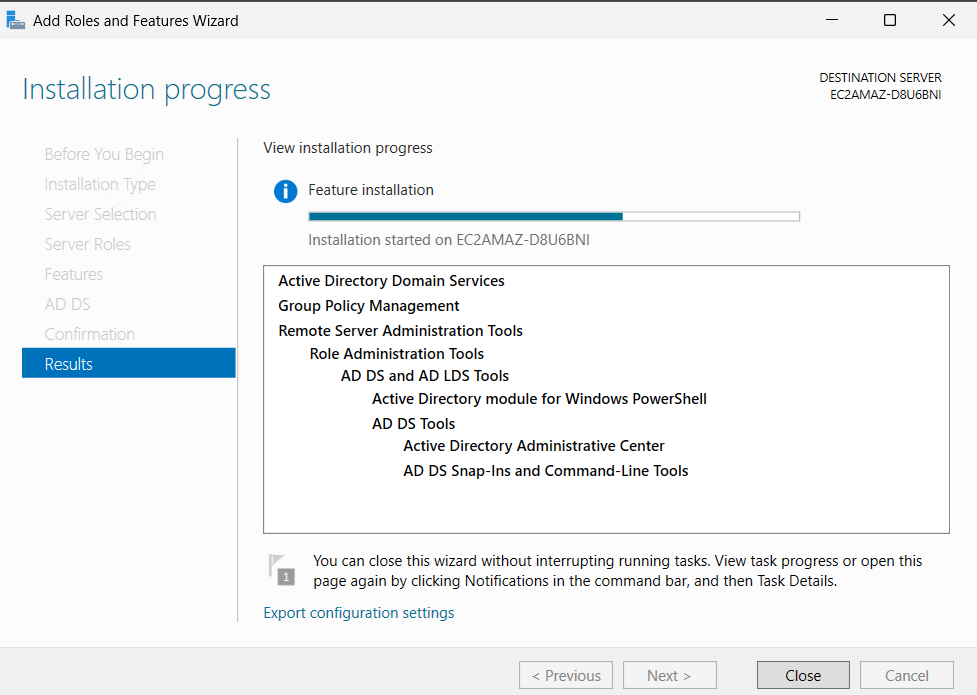 Add Roles and Features Wizard
Installation progress
DESTINATION SERVER
EC2AMAZ-D8U6BNI
Before You Begin
Installation Type
Server Selection
Server Roles
Features
AD DS
Confirmation
Results
View installation progress
Feature installation
Installation started on EC2AMAZ-D8U6BNI
Active Directory Domain Services
Group Policy Management
Remote Server Administration Tools
Role Administration Tools
AD DS and AD LDS Tools
Active Directory module for Windows PowerShell
AD DS Tools
Active Directory Administrative Center
AD DS Snap-Ins and Command-Line Tools
1
You can close this wizard without interrupting running tasks. View task progress or open this
page again by clicking Notifications in the command bar, and then Task Details.
Export configuration settings
< Previous
Next >
Close
Cancel